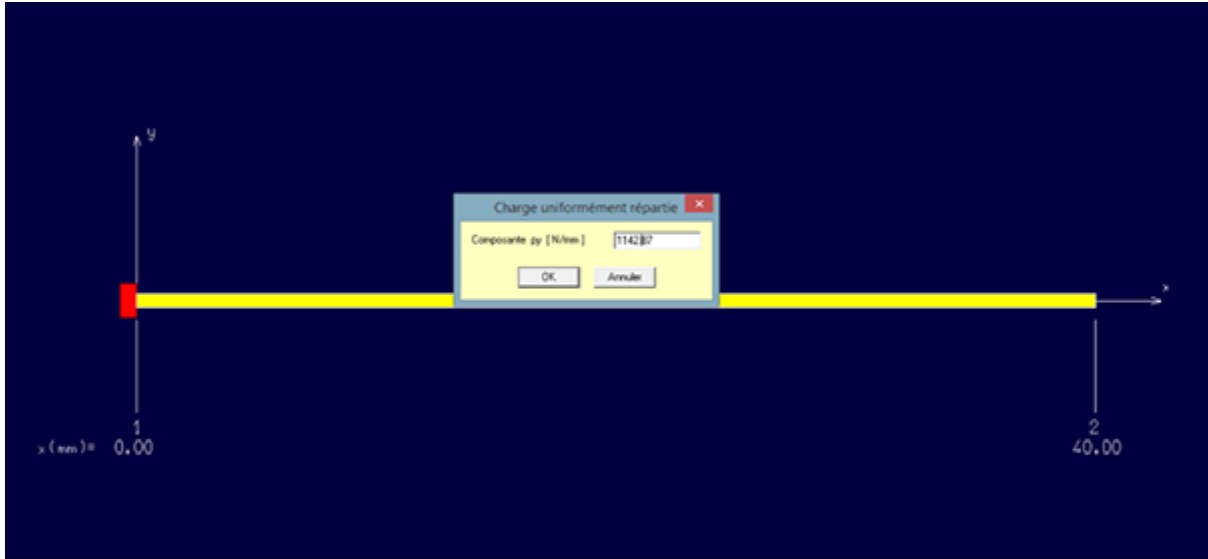 y
Charge uniformément répartie
Composante py [N/mm]
OK Annuler
x
1 2
x(mm)= 0.00 40.00